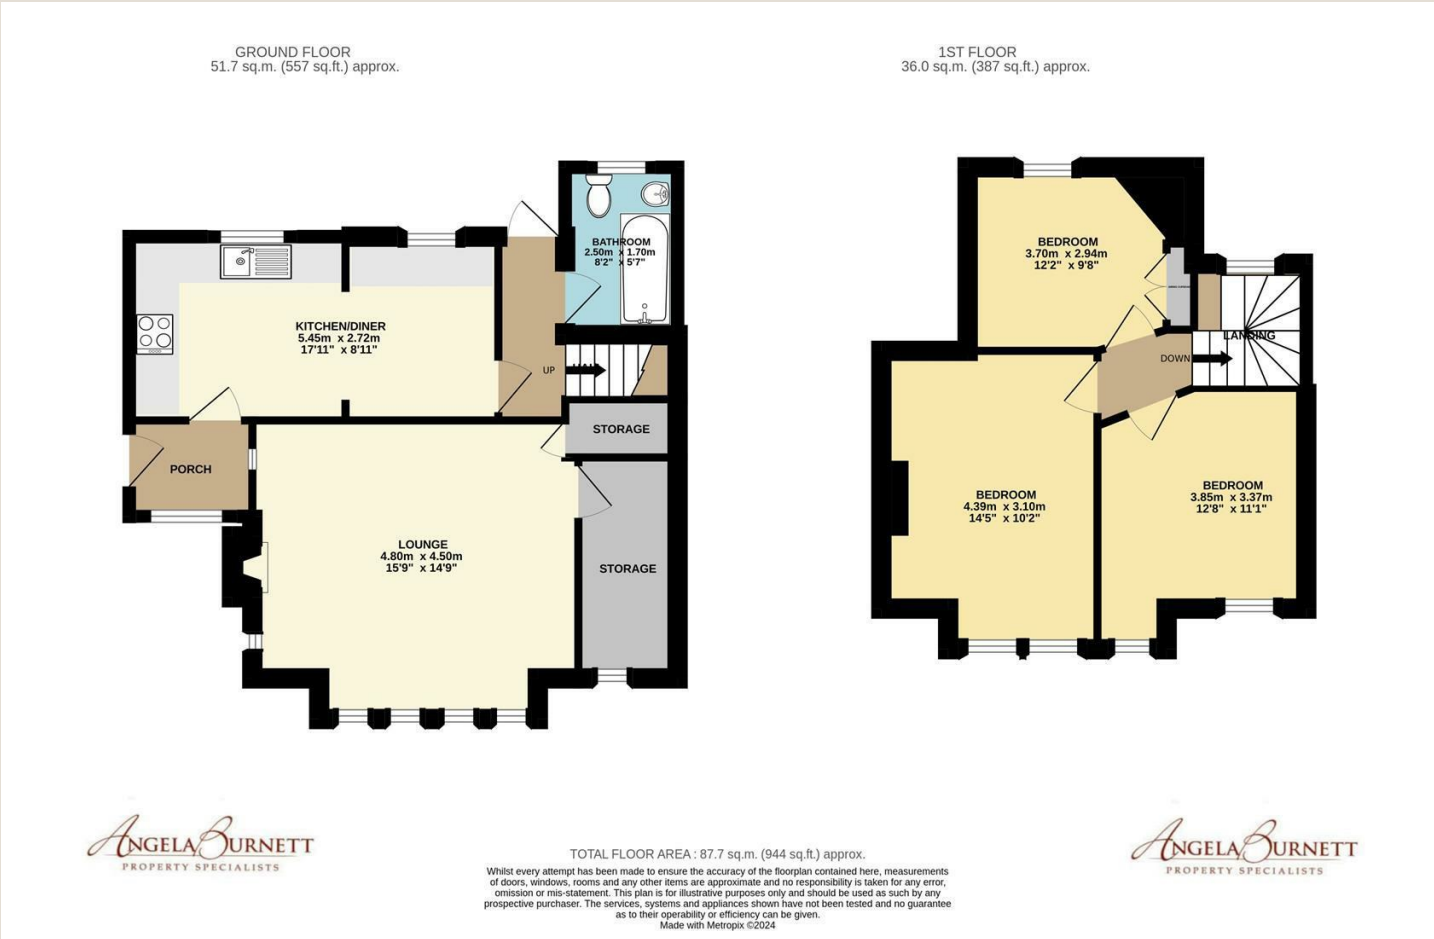 GROUND FLOOR
51.7 sq.m. (557 sq.ft.) approx.
1ST FLOOR
36.0 sq.m. (387 sq.ft.) approx.
BATHROOM
2.50m x 1.70m
8'2" x 5'7"
KITCHEN/DINER
5.45m x 2.72m
17'11" x 8'11"
UP
STORAGE
PORCH
LOUNGE
4.80m x 4.50m
15'9" x 14'9"
STORAGE
BEDROOM
3.70m x 2.94m
12'2" x 9'8"
LANDING
DOWN
BEDROOM
4.39m x 3.10m
14'5" x 10'2"
BEDROOM
3.85m x 3.37m
12'8" x 11'1"
ANGELA BURNETT
PROPERTY SPECIALISTS
ANGELA BURNETT
PROPERTY SPECIALISTS
TOTAL FLOOR AREA : 87.7 sq.m. (944 sq.ft.) approx.
Whilst every attempt has been made to ensure the accuracy of the floorplan contained here, measurements
of doors, windows, rooms and any other items are approximate and no responsibility is taken for any error,
omission or mis-statement. This plan is for illustrative purposes only and should be used as such by any
prospective purchaser. The services, systems and appliances shown have not been tested and no guarantee
as to their operability or efficiency can be given.
Made with Metropix ©2024